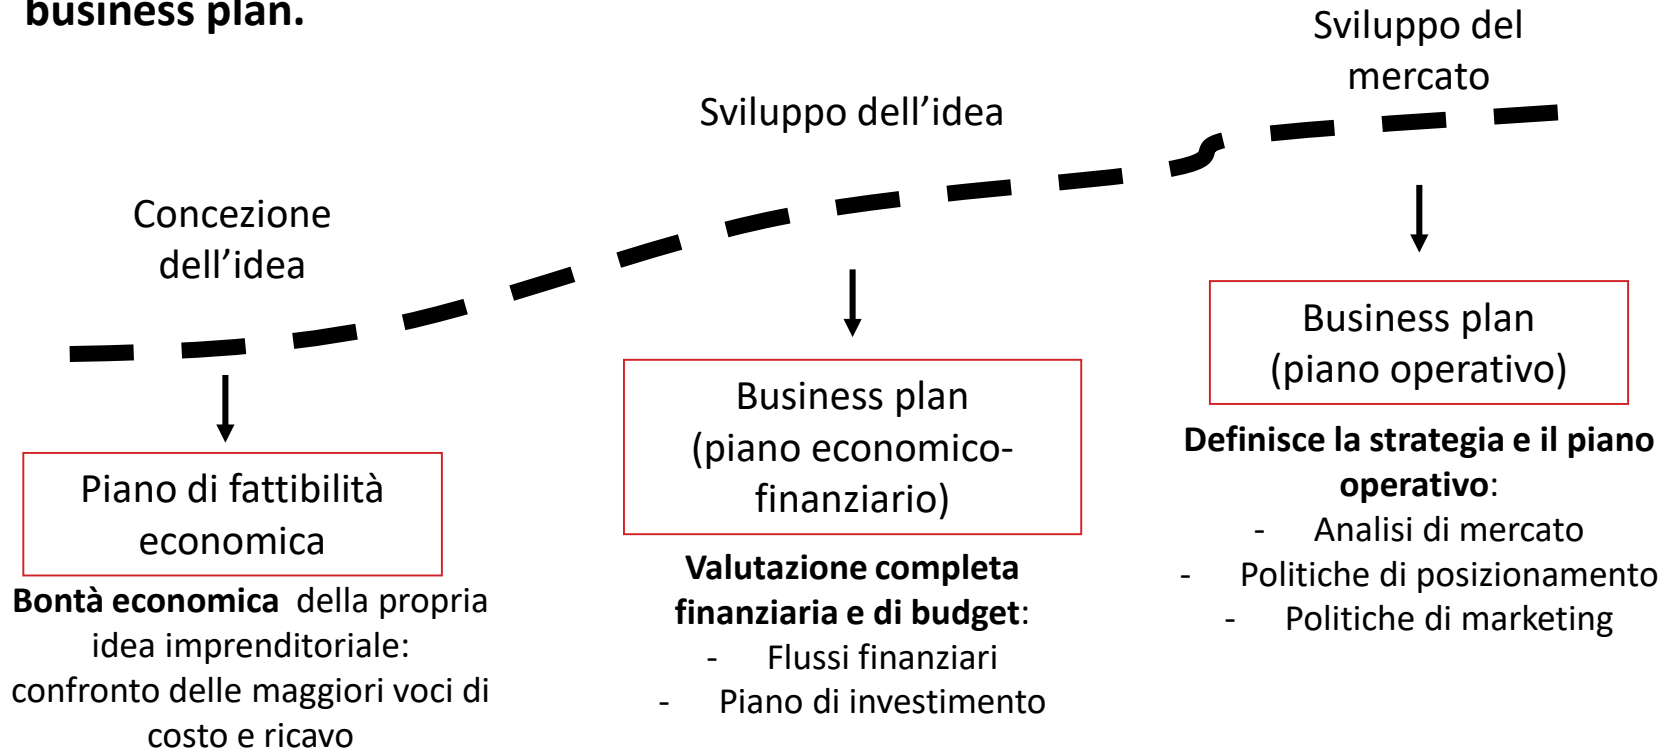 business plan.
Concezione
dell’idea
Piano di fattibilità
economica
Bontà economica della propria
idea imprenditoriale:
confronto delle maggiori voci di
costo e ricavo
Sviluppo dell’idea
Business plan
(piano economico-
finanziario)
Valutazione completa
finanziaria e di budget:
- Flussi finanziari
- Piano di investimento
Sviluppo del
mercato
Business plan
(piano operativo)
Definisce la strategia e il piano
operativo:
- Analisi di mercato
- Politiche di posizionamento
- Politiche di marketing